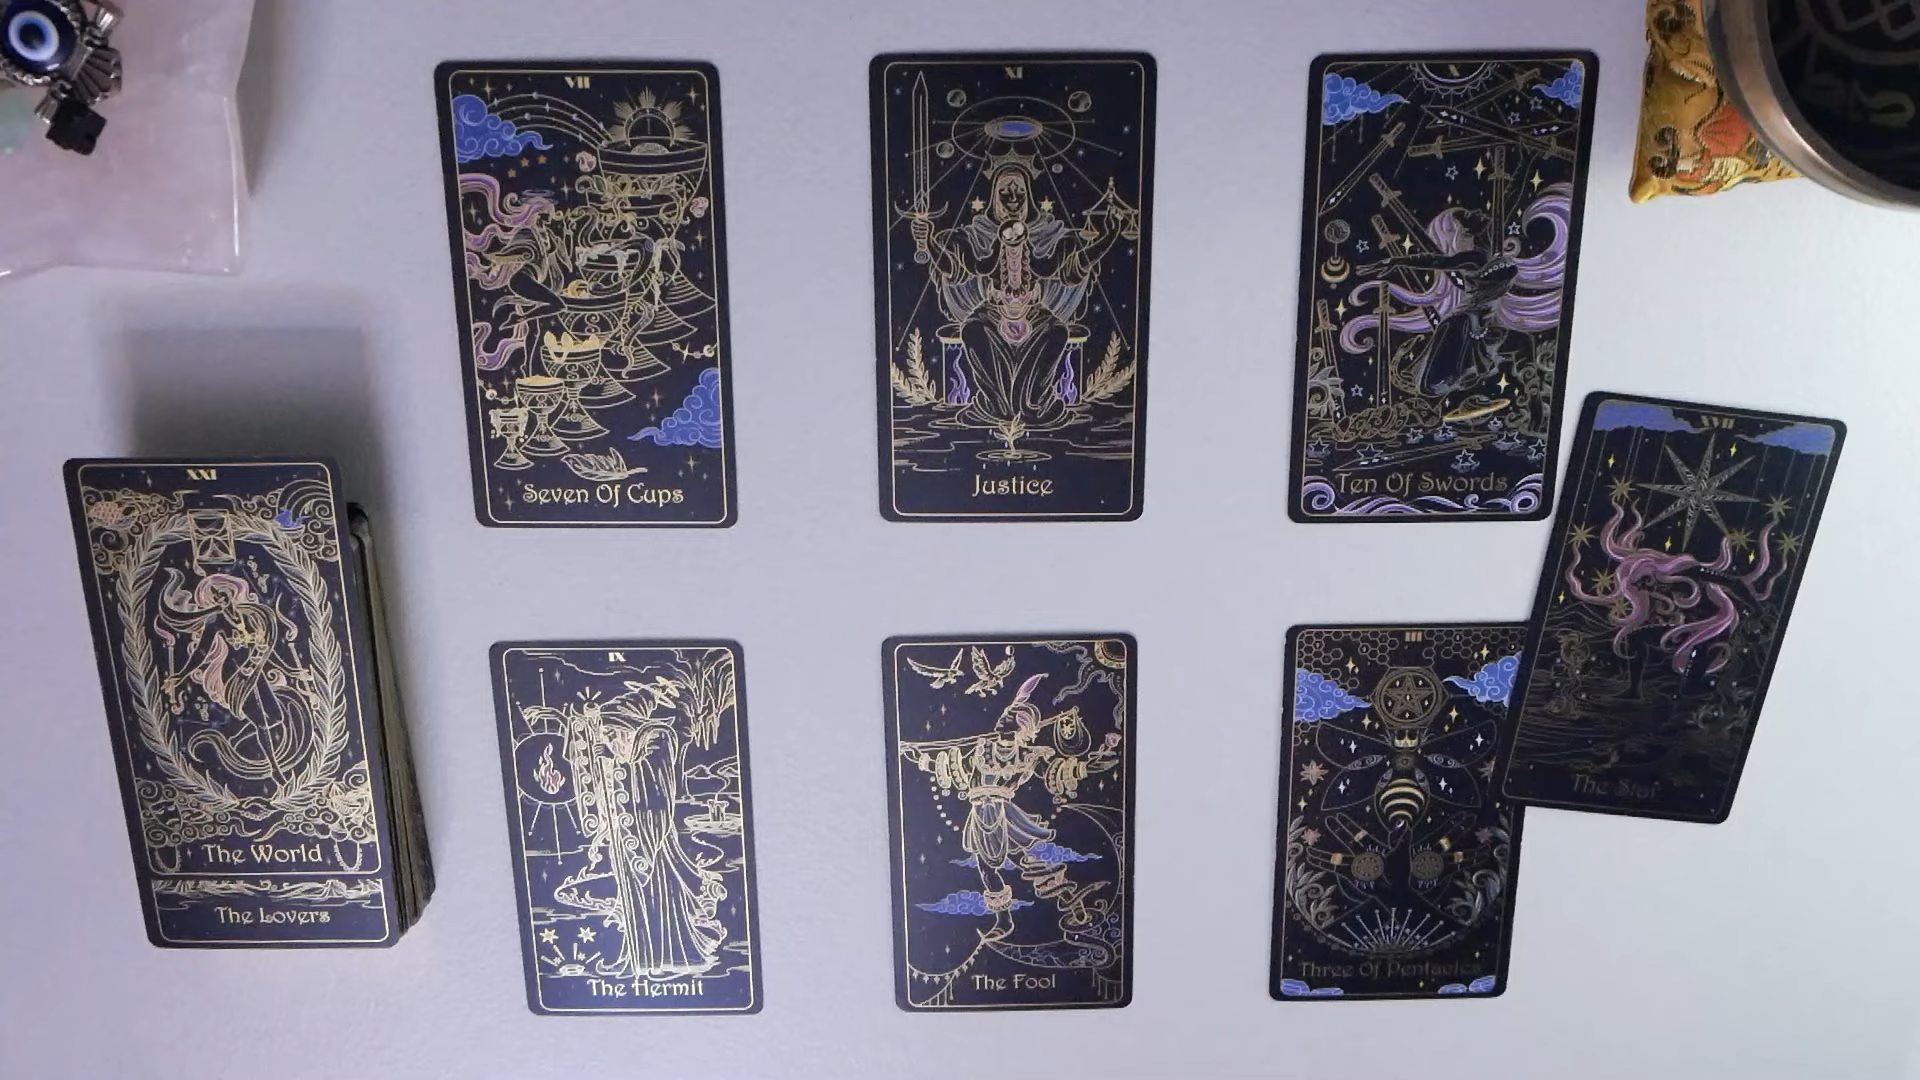 VII
Seven Of Cups
XI
Justice
X
Ten Of Swords
XVII
The Star
XXI
The World
The Lovers
IX
The Hermit
The Fool
III
Three Of Pentacles